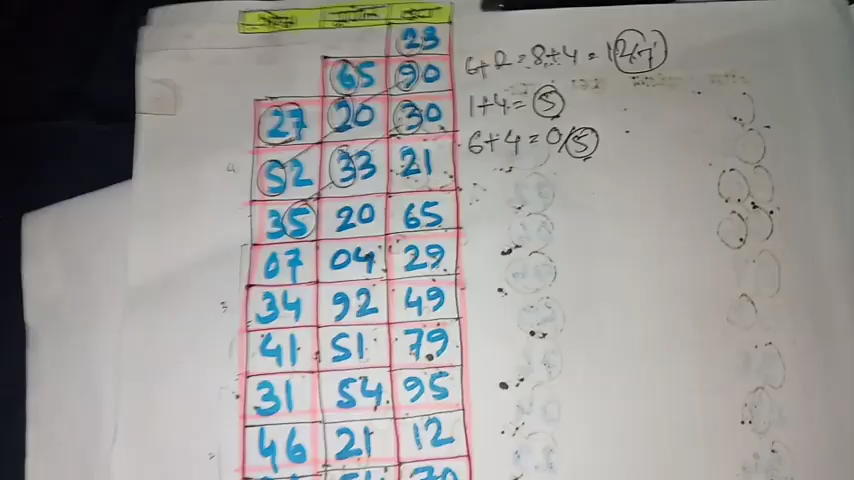 23
65 90
27 20 30
52 33 21
35 20 65
07 04 29
34 92 49
41 51 79
31 54 95
46 21 12
6+2=8+4=12/7
1+4=5
6+4=0/5